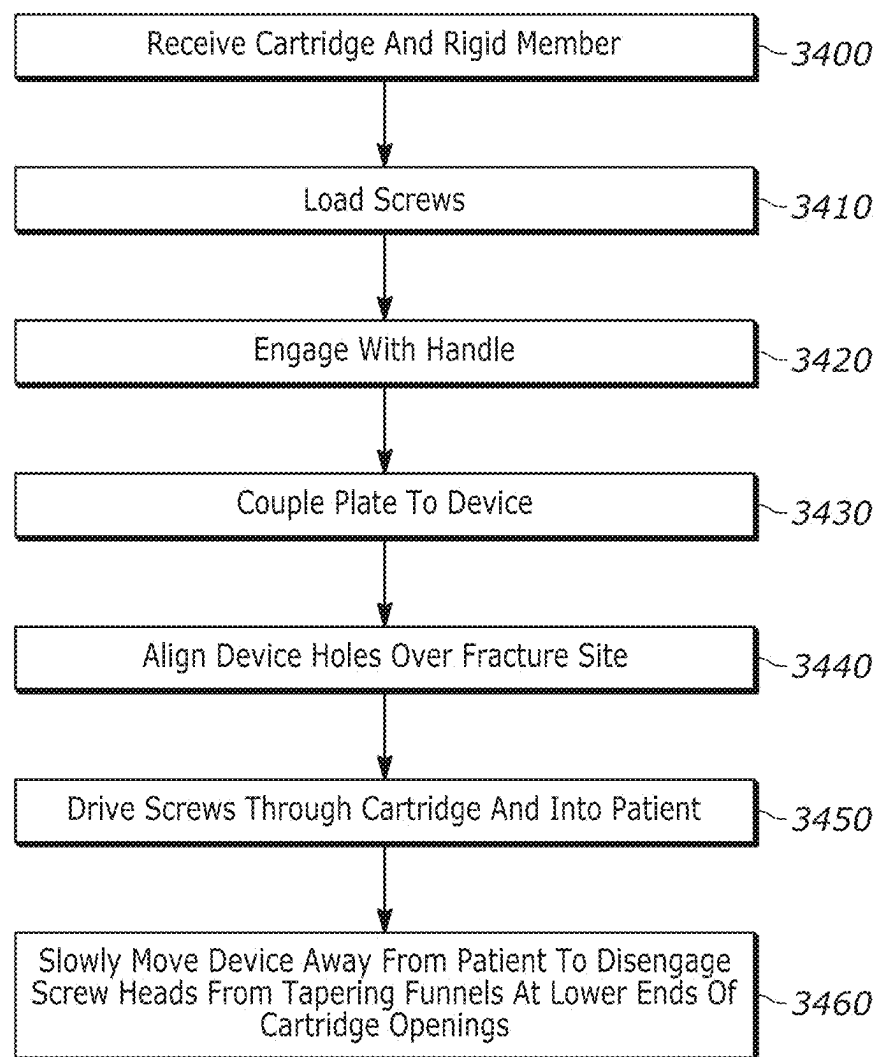 Receive Cartridge And Rigid Member
3400
Load Screws
3410
Engage With Handle
3420
Couple Plate To Device
3430
Align Device Holes Over Fracture Site
3440
Drive Screws Through Cartridge And Into Patient
3450
Slowly Move Device Away From Patient To Disengage
Screw Heads From Tapering Funnels At Lower Ends Of
Cartridge Openings
3460